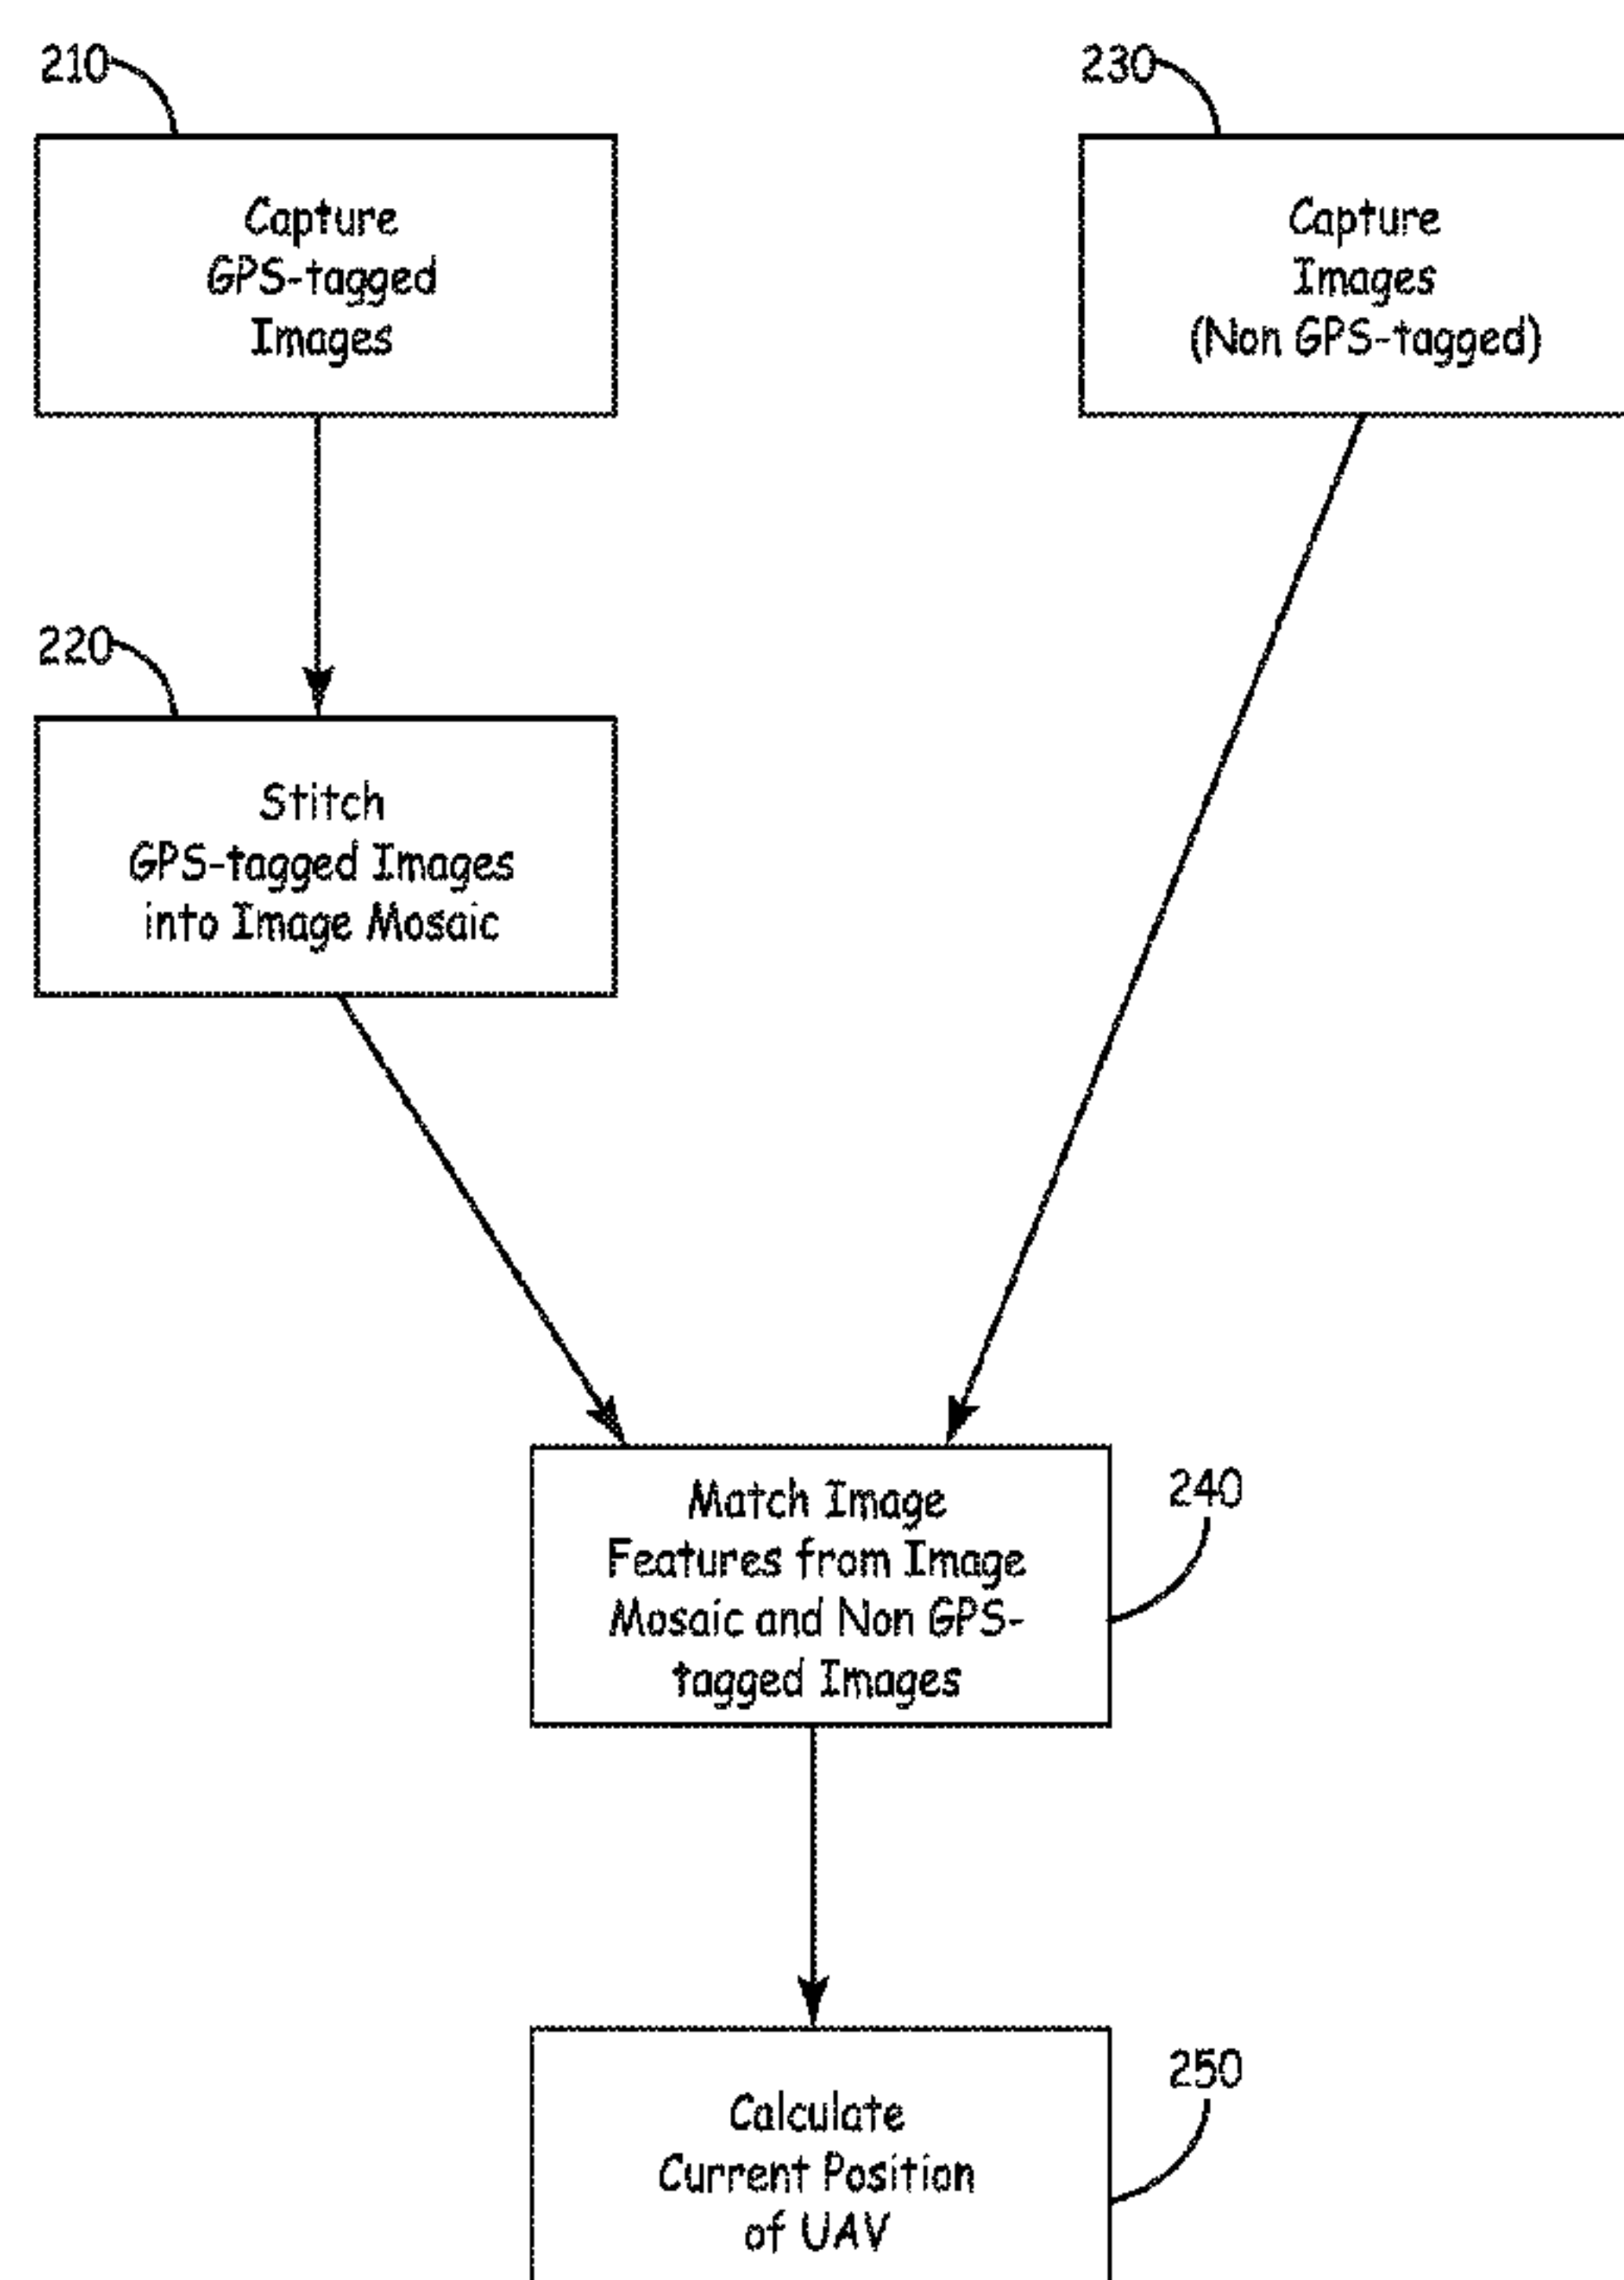 210
Capture
GPS-tagged
Images
230
Capture
Images
(Non GPS-tagged)
220
Stitch
GPS-tagged Images
into Image Mosaic
Match Image
Features from Image
Mosaic and Non GPS-
tagged Images
240
Calculate
Current Position
of UAV
250